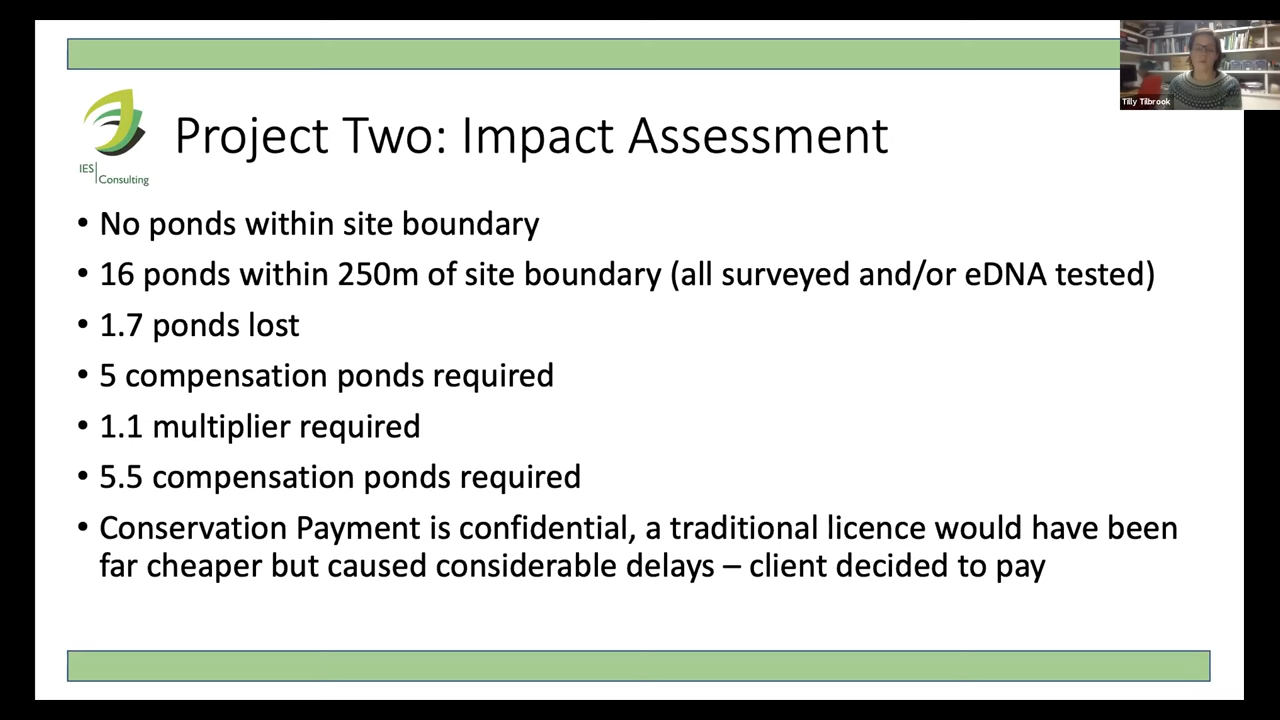 Tilly Tilbrook
IES
Consulting
Project Two: Impact Assessment
• No ponds within site boundary
• 16 ponds within 250m of site boundary (all surveyed and/or eDNA tested)
• 1.7 ponds lost
• 5 compensation ponds required
• 1.1 multiplier required
• 5.5 compensation ponds required
• Conservation Payment is confidential, a traditional licence would have been
far cheaper but caused considerable delays – client decided to pay